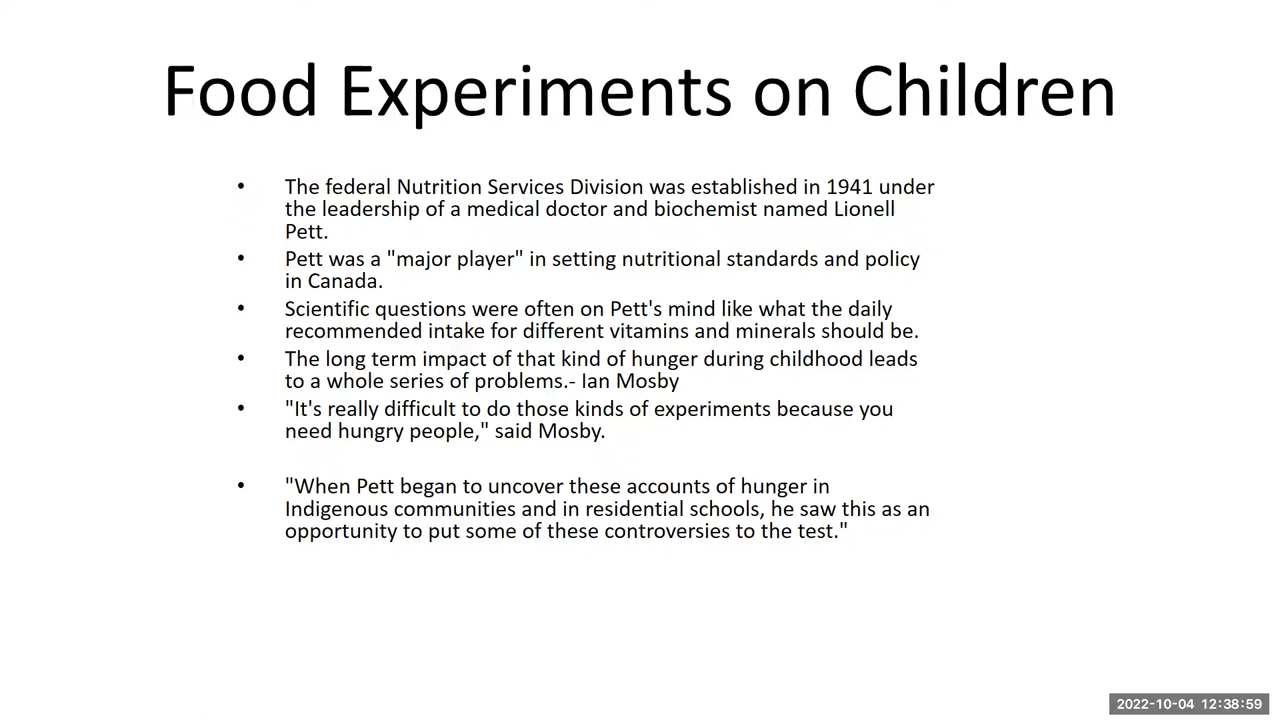 Food Experiments on Children
• The federal Nutrition Services Division was established in 1941 under
the leadership of a medical doctor and biochemist named Lionell
Pett.
• Pett was a "major player" in setting nutritional standards and policy
in Canada.
• Scientific questions were often on Pett's mind like what the daily
recommended intake for different vitamins and minerals should be.
• The long term impact of that kind of hunger during childhood leads
to a whole series of problems.- Ian Mosby
• "It's really difficult to do those kinds of experiments because you
need hungry people," said Mosby.
• "When Pett began to uncover these accounts of hunger in
Indigenous communities and in residential schools, he saw this as an
opportunity to put some of these controversies to the test."
2022-10-04 12:38:59